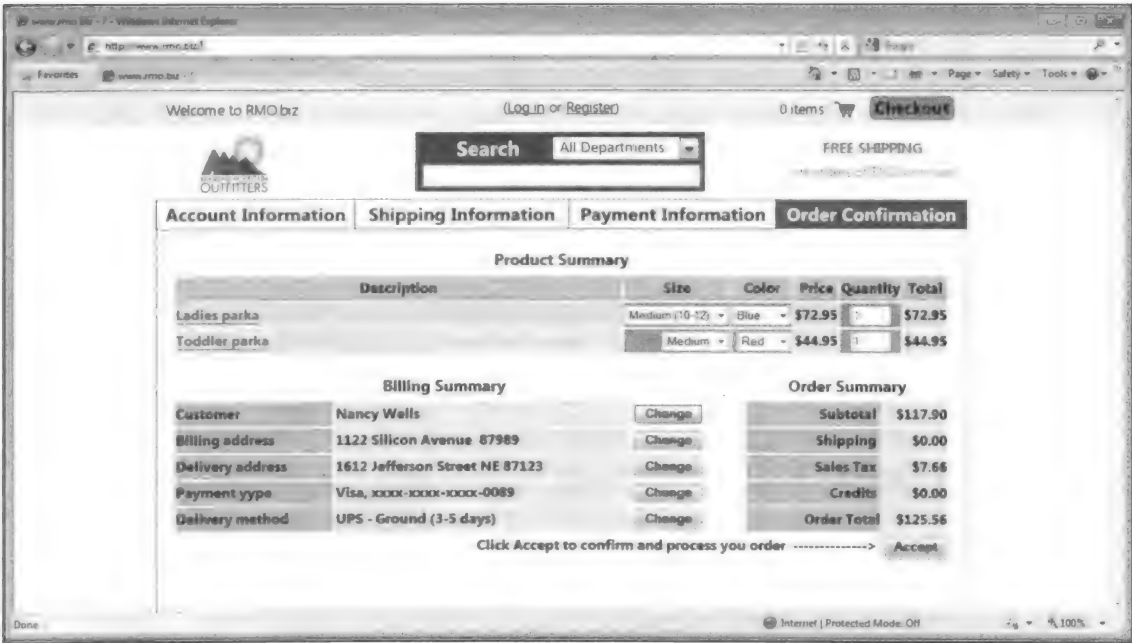 www.rmo.biz - ? - Windows Internet Explorer
http www.rmo.biz/
Favorites www.rmo.biz Page Safety Tools
Welcome to RMO.biz (Log in or Register) 0 items Checkout
Search All Departments FREE SHIPPING
OUTFITTERS
Account Information Shipping Information Payment Information Order Confirmation
Product Summary
Description Size Color Price Quantity Total
Ladies parka Medium (10-12) Blue $72.95 1 $72.95
Toddler parka Medium Red $44.95 1 $44.95
Billing Summary Order Summary
Customer Nancy Wells Change Subtotal $117.90
Billing address 1122 Silicon Avenue 87989 Change Shipping $0.00
Delivery address 1612 Jefferson Street NE 87123 Change Sales Tax $7.66
Payment yype Visa, xxxx-xxxx-xxxx-0089 Change Credits $0.00
Delivery method UPS - Ground (3-5 days) Change Order Total $125.56
Click Accept to confirm and process you order --------------> Accept
Done Internet | Protected Mode: Off 100%